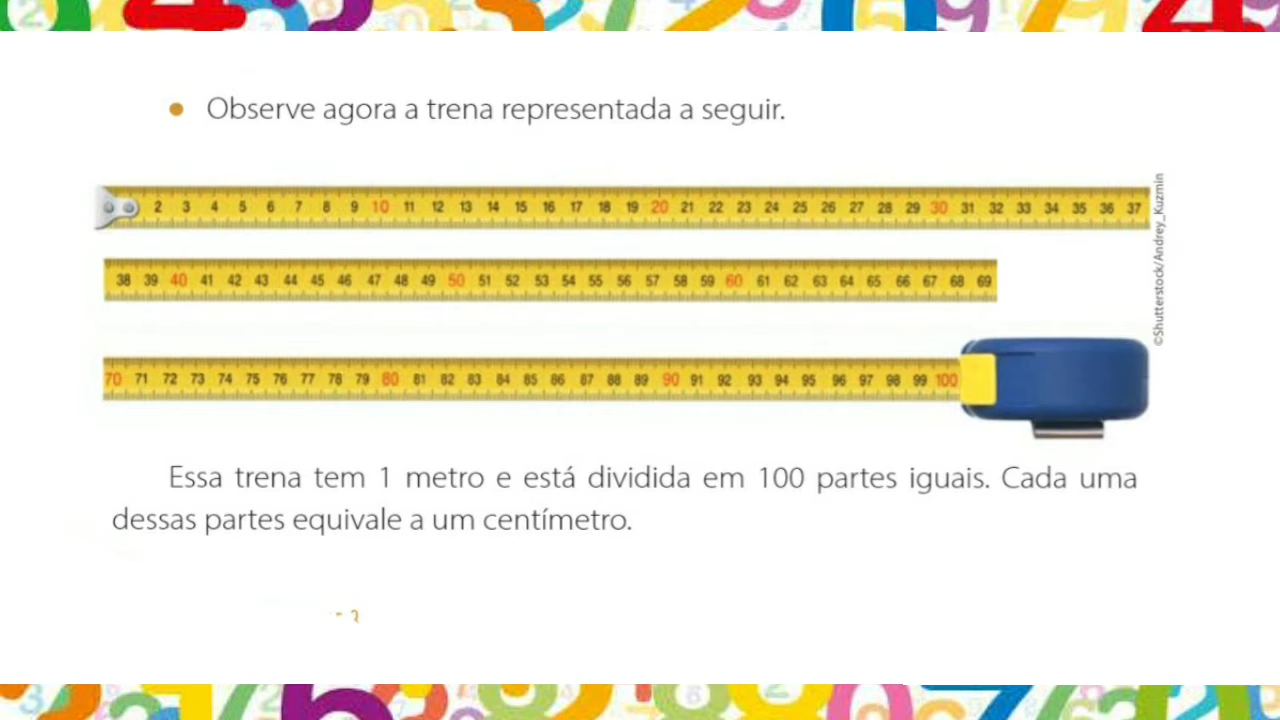 Observe agora a trena representada a seguir.
2 3 4 5 6 7 8 9 10 11 12 13 14 15 16 17 18 19 20 21 22 23 24 25 26 27 28 29 30 31 32 33 34 35 36 37
©Shutterstock/Andrey_Kuzmin
38 39 40 41 42 43 44 45 46 47 48 49 50 51 52 53 54 55 56 57 58 59 60 61 62 63 64 65 66 67 68 69
70 71 72 73 74 75 76 77 78 79 80 81 82 83 84 85 86 87 88 89 90 91 92 93 94 95 96 97 98 99 100
Essa trena tem 1 metro e está dividida em 100 partes iguais. Cada uma
dessas partes equivale a um centímetro.